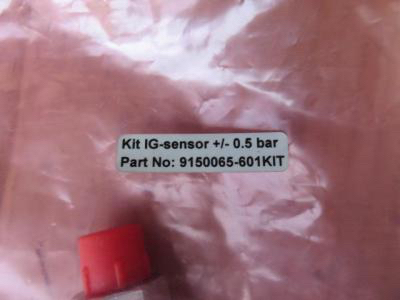 Kit IG-sensor +/- 0.5 bar
Part No: 9150065-601KIT